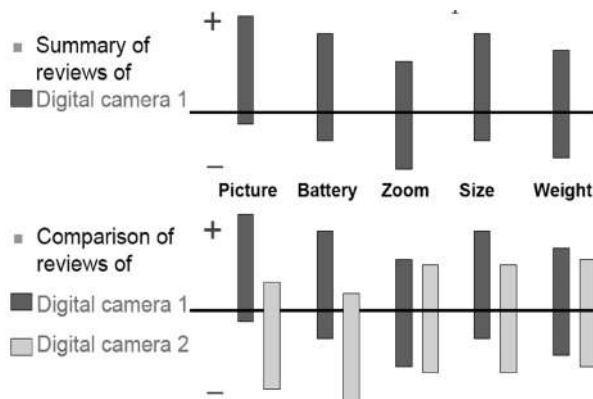 +
Summary of
reviews of
Digital camera 1
_
Picture Battery Zoom Size Weight
+
Comparison of
reviews of
Digital camera 1
Digital camera 2
_